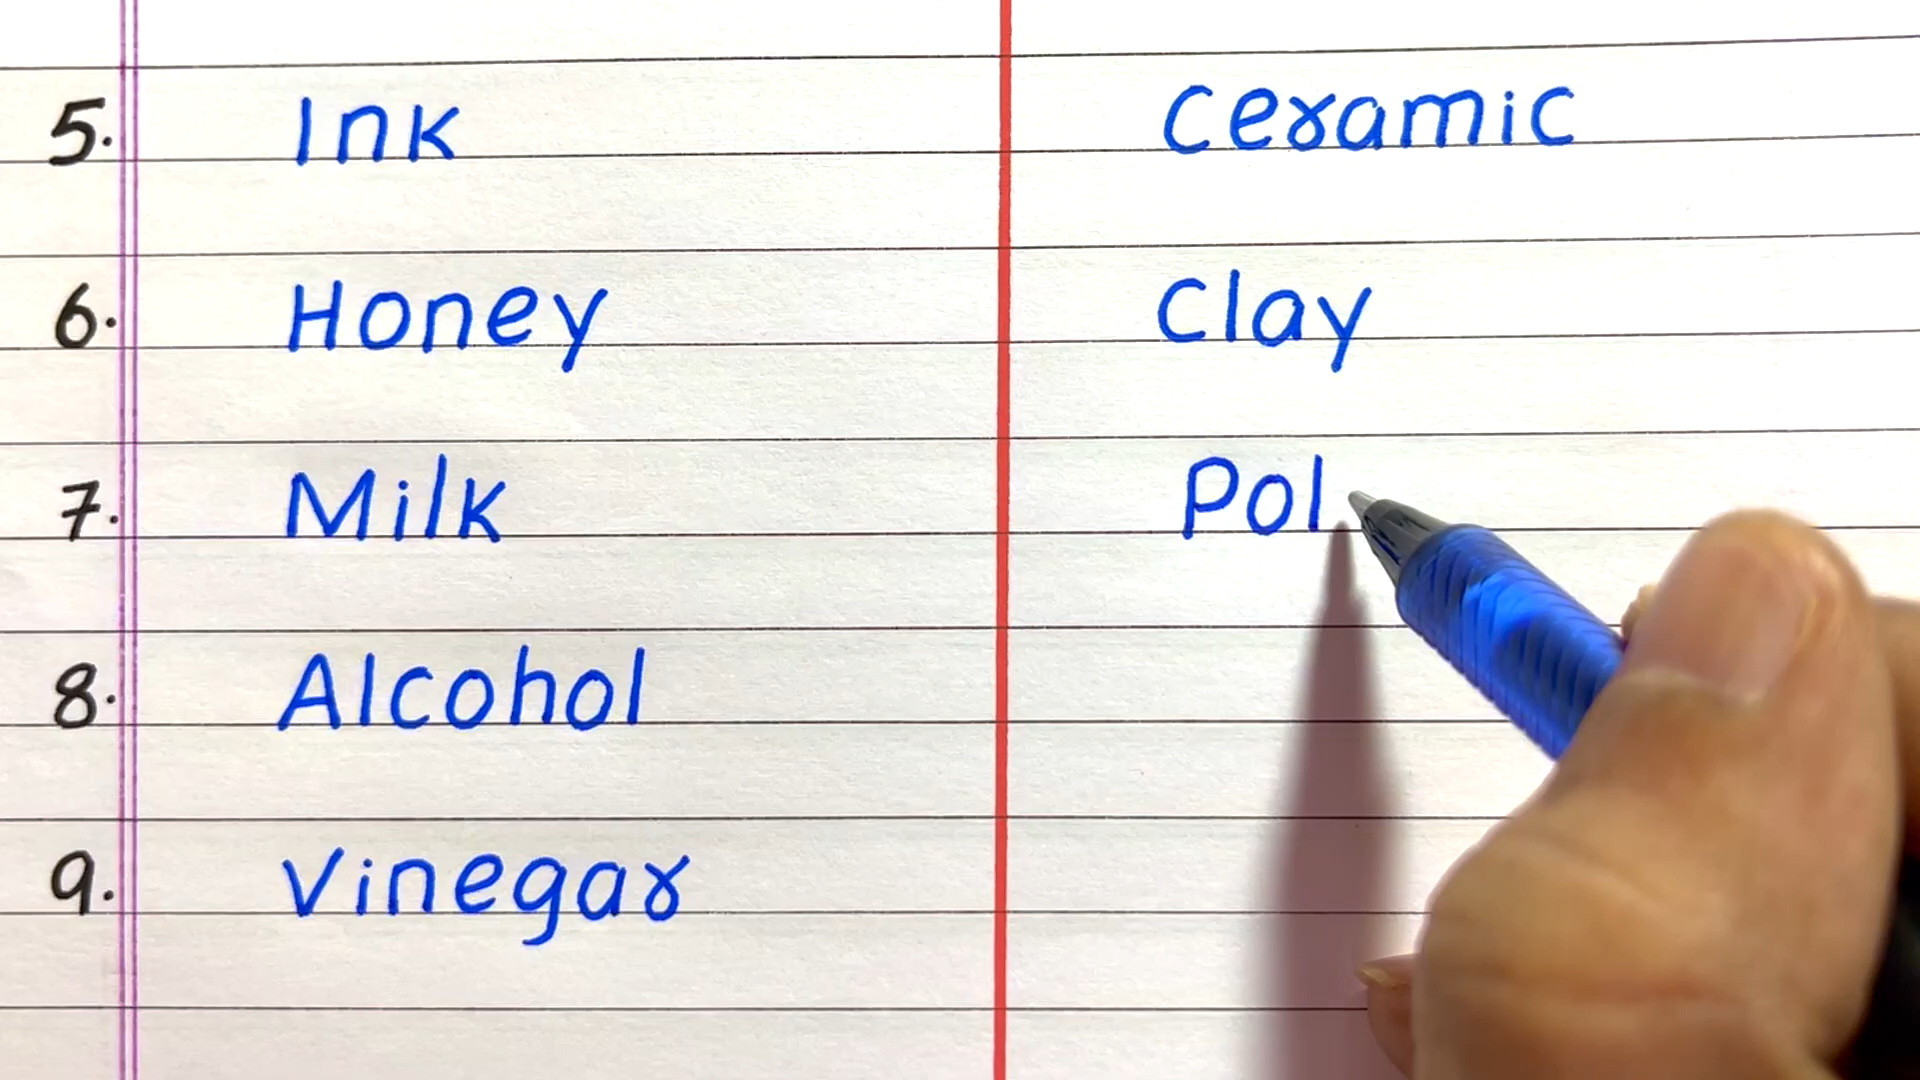 5. Ink Ceramic
6. Honey Clay
7. Milk Pol
8. Alcohol
9. Vinegar